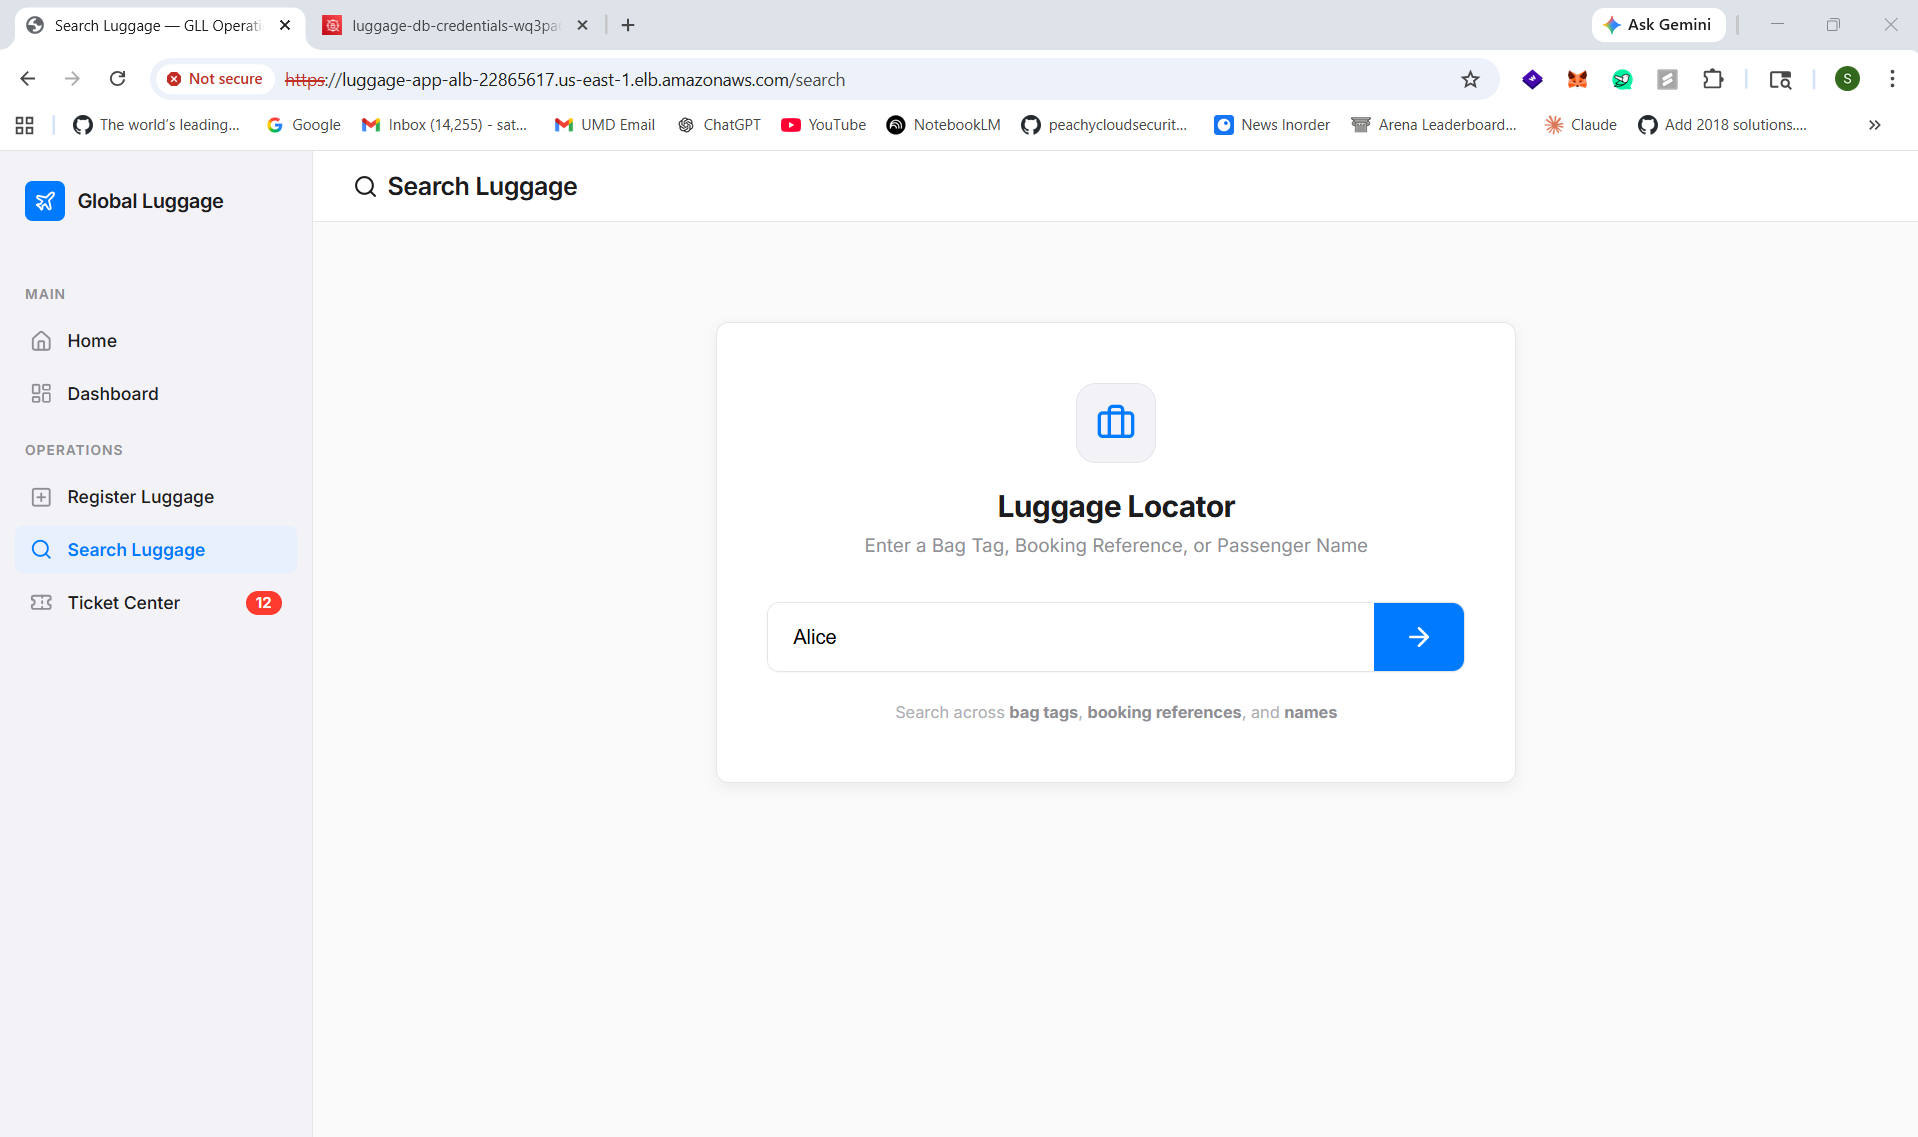 Search Luggage — GLL Operati
luggage-db-credentials-wq3pa
Ask Gemini
Not secure
https://luggage-app-alb-22865617.us-east-1.elb.amazonaws.com/search
S
The world's leading...
Google
Inbox (14,255) - sat...
UMD Email
ChatGPT
YouTube
NotebookLM
peachycloudsecurit...
News Inorder
Arena Leaderboard...
Claude
Add 2018 solutions....
Global Luggage
Search Luggage
MAIN
Home
Dashboard
OPERATIONS
Register Luggage
Search Luggage
Ticket Center 12
Luggage Locator
Enter a Bag Tag, Booking Reference, or Passenger Name
Alice
Search across bag tags, booking references, and names